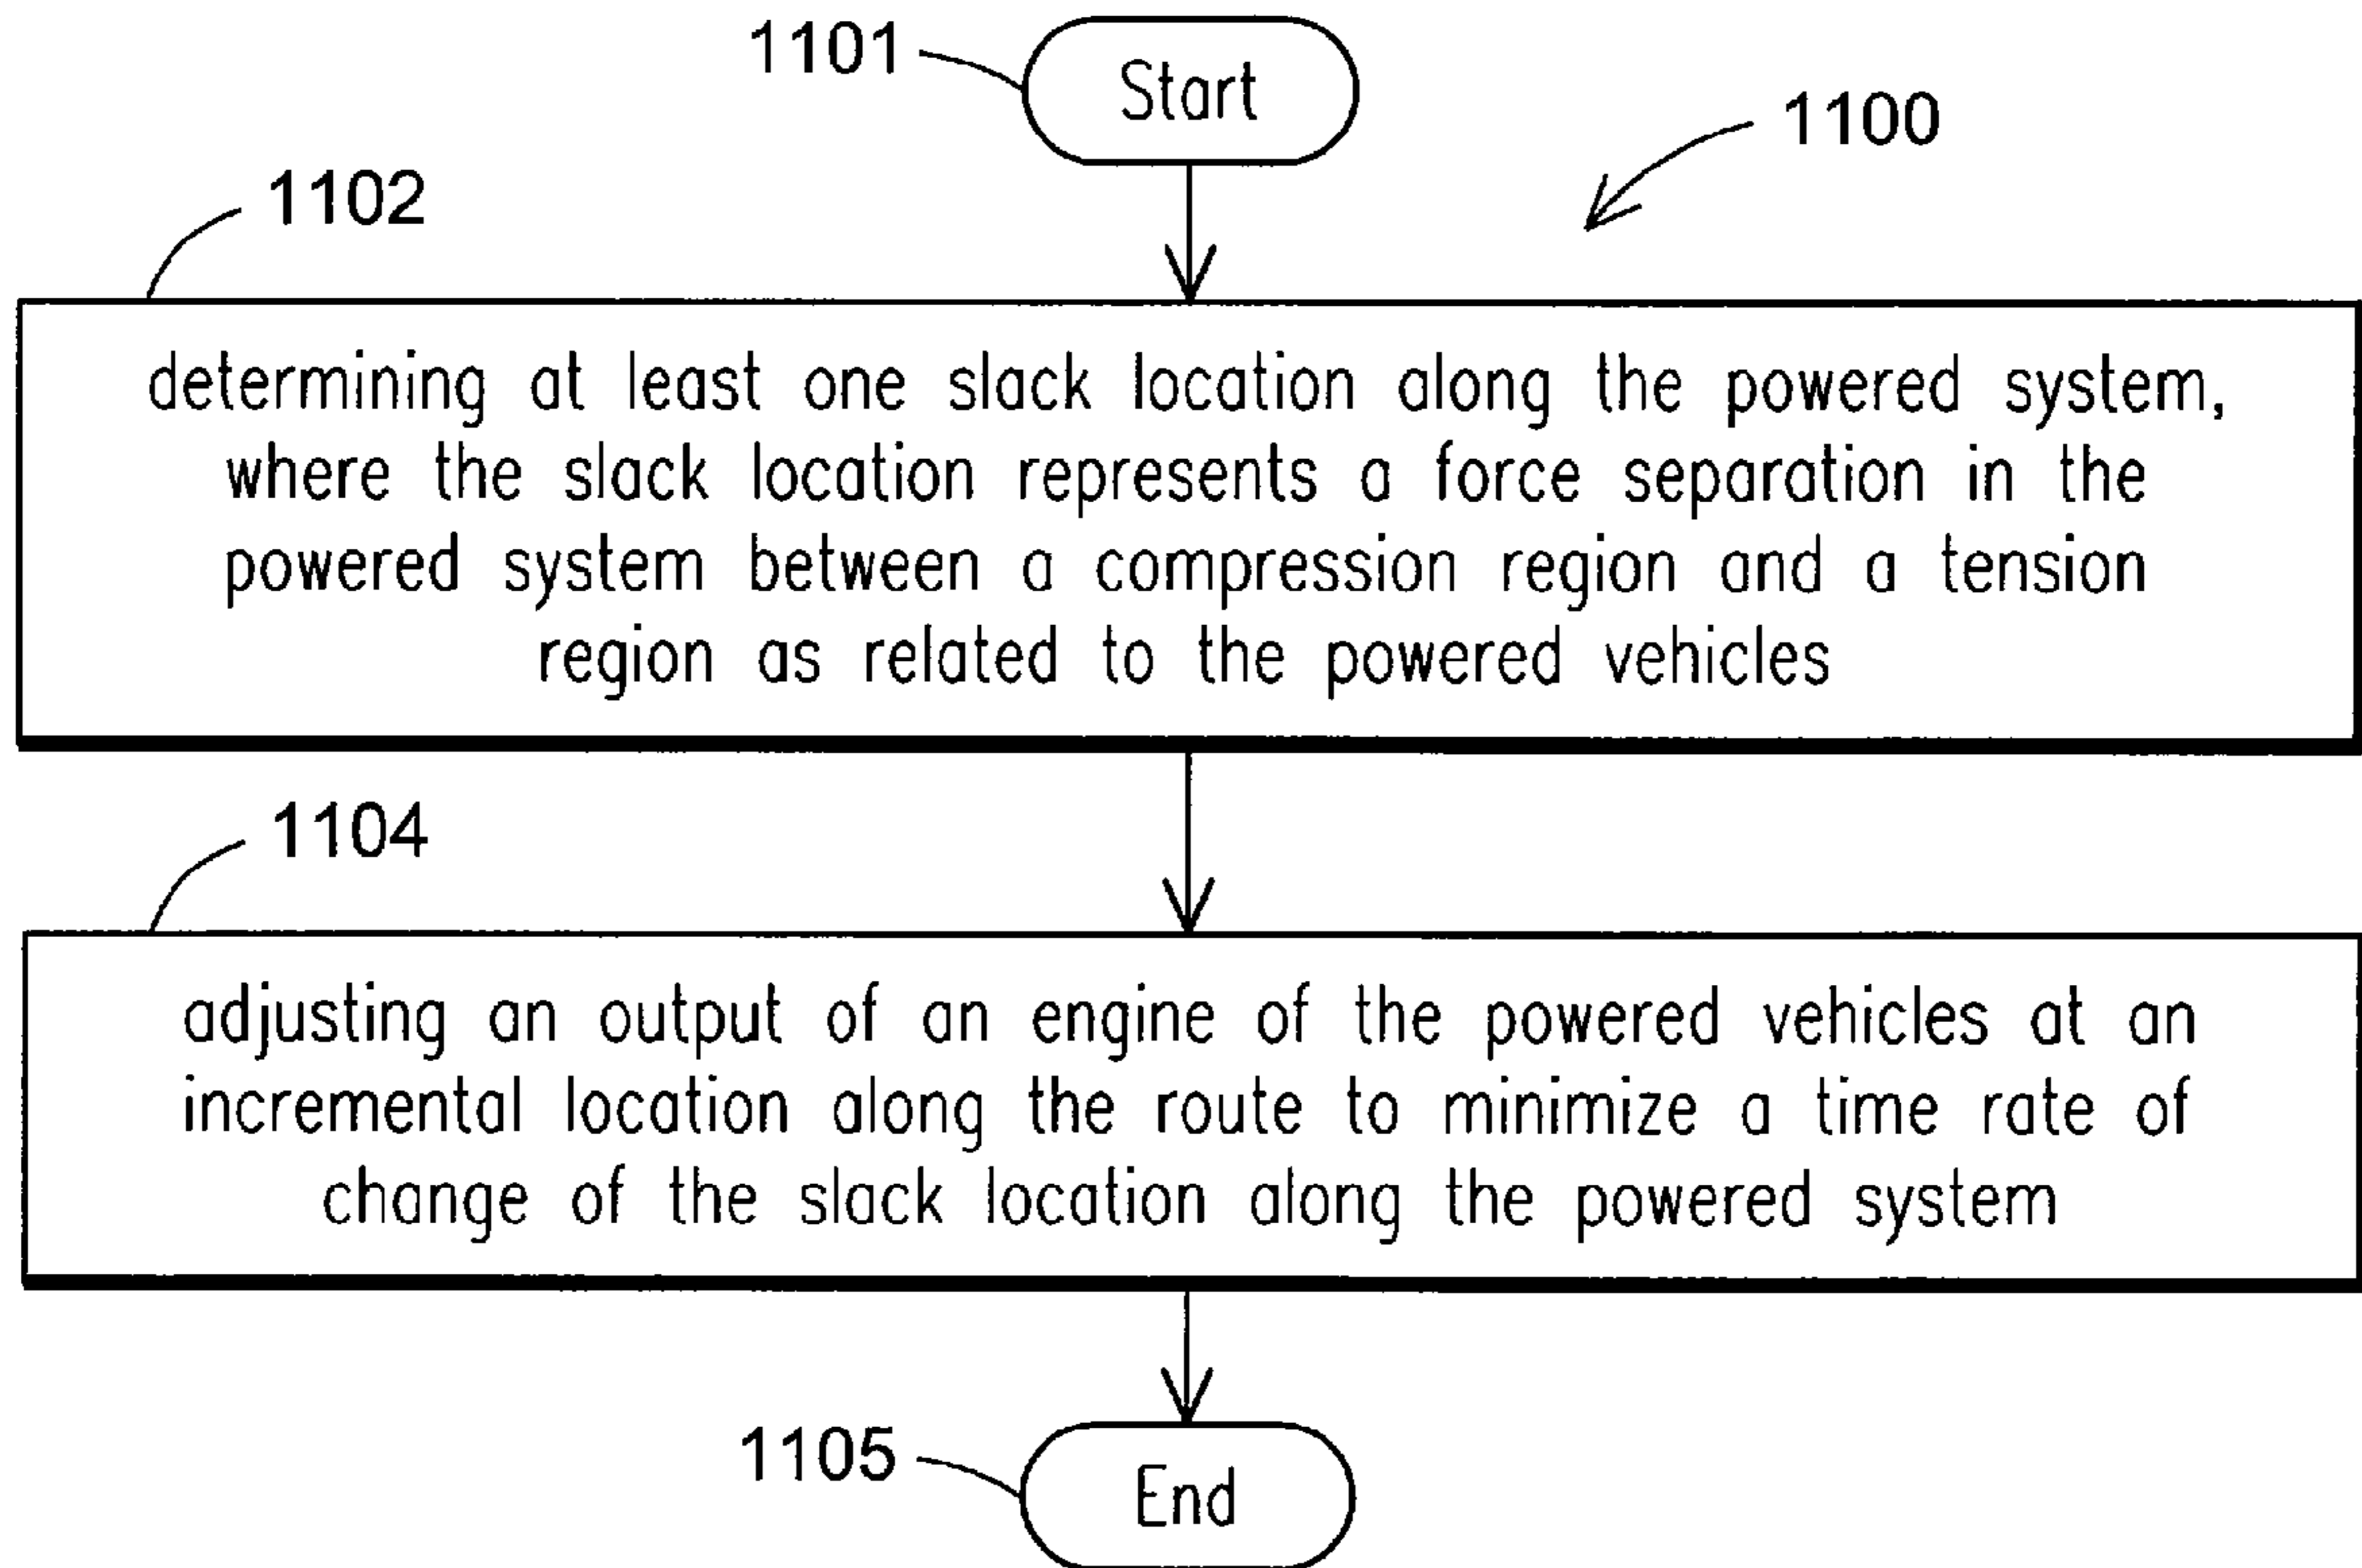 1101
Start
1100
1102
determining at least one slack location along the powered system,
where the slack location represents a force separation in the
powered system between a compression region and a tension
region as related to the powered vehicles
1104
adjusting an output of an engine of the powered vehicles at an
incremental location along the route to minimize a time rate of
change of the slack location along the powered system
1105
End